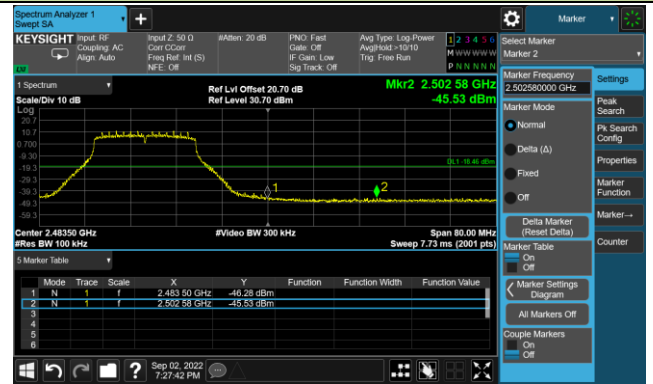 Spectrum Analyzer 1
Swept SA
+
Marker
KEYSIGHT
Input: RF
Coupling: AC
Align: Auto
Input Z: 50 Ω
Corr CCorr
Freq Ref: Int (S)
NFE: Off
#Atten: 20 dB
PNO: Fast
Gate: Off
IF Gain: Low
Sig Track: Off
Avg Type: Log-Power
Avg|Hold:>10/10
Trig: Free Run
1 2 3 4 5 6
M W W W W W
P N N N N N
Select Marker
Marker 2
1 Spectrum
Scale/Div 10 dB
Log
Ref Lvl Offset 20.70 dB
Ref Level 30.70 dBm
Mkr2 2.502 58 GHz
-45.53 dBm
20.7
10.7
0.700
-9.30
-19.3
-29.3
-39.3
-49.3
-59.3
DL1 -18.46 dBm
1
2
Center 2.48350 GHz
#Res BW 100 kHz
#Video BW 300 kHz
Span 80.00 MHz
Sweep 7.73 ms (2001 pts)
5 Marker Table
Mode Trace Scale X Y Function Function Width Function Value
1 N 1 f 2.483 50 GHz -46.28 dBm
2 N 1 f 2.502 58 GHz -45.53 dBm
3
4
5
6
Marker Frequency
2.502580000 GHz
Marker Mode
Normal
Delta (Δ)
Fixed
Off
Delta Marker
(Reset Delta)
Marker Table
On
Off
Marker Settings
Diagram
All Markers Off
Couple Markers
On
Off
Settings
Peak
Search
Pk Search
Config
Properties
Marker
Function
Marker→
Counter
?
Sep 02, 2022
7:27:42 PM